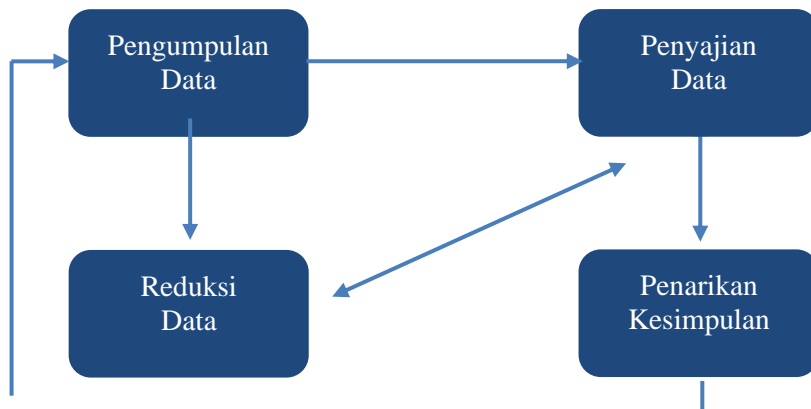 Pengumpulan
Data
Penyajian
Data
Reduksi
Data
Penarikan
Kesimpulan